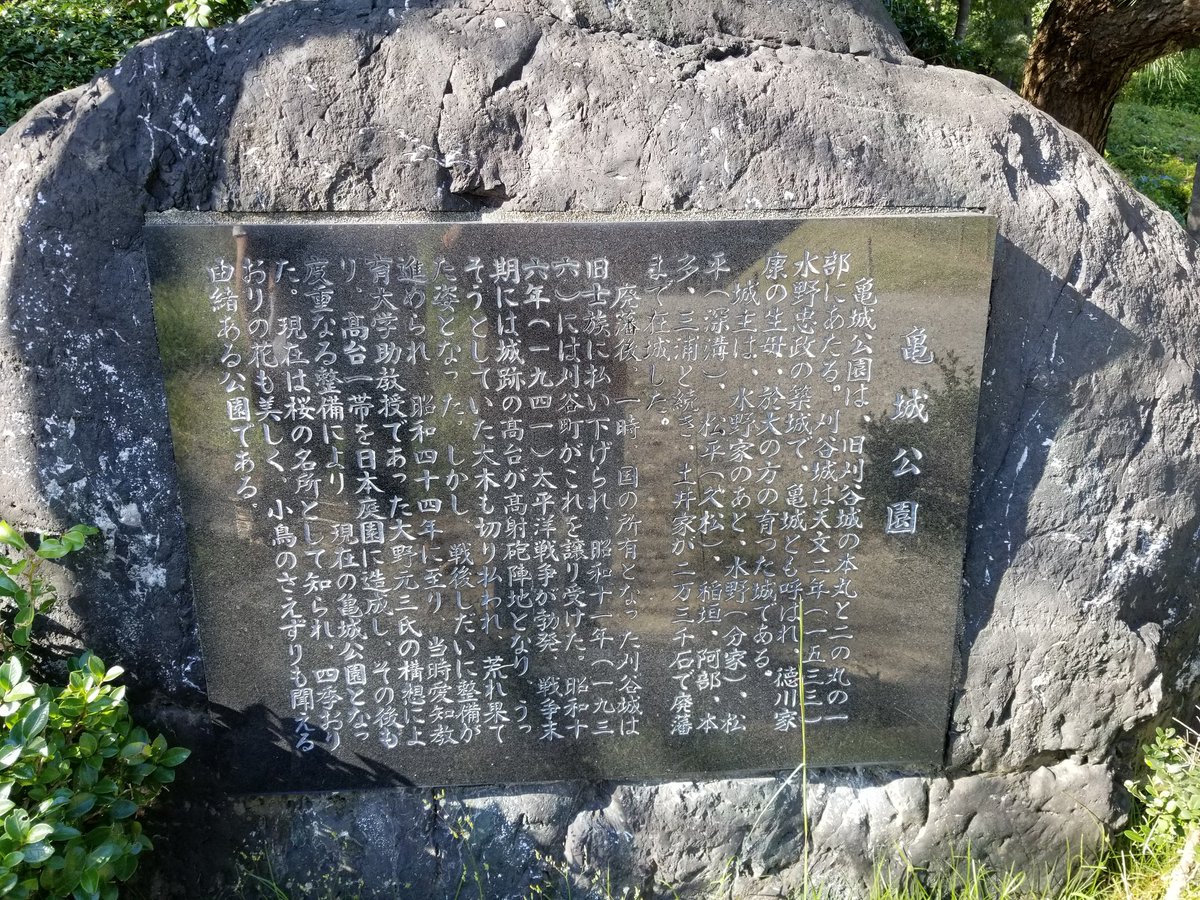 亀城公園
亀城公園は、旧刈谷城の本丸と二の丸の一
部にあたる。刈谷城は天文二年(一五三三)
水野忠政の築城で、亀城とも呼ばれ、徳川家
康の生母、於大の方の育った城である。
城主は、水野家のあと、水野(分家)、松
平(深溝)、松平(久松)、稲垣、阿部、本
多、三浦と続き、土井家が二万三千石で廃藩
まで在城した。
廃藩後、一時、国の所有となった刈谷城は
旧士族に払い下げられ、昭和十一年(一九三
六)には刈谷町がこれを譲り受けた。昭和十
六年(一九四一)太平洋戦争が勃発、戦争末
期には城跡の高台が高射砲陣地となり、うっ
そうとしていた大木も切り払われ、荒れ果て
た姿となった。しかし、戦後しだいに整備が
進められ、昭和四十四年に至り、当時愛知教
育大学助教授であった大野元三氏の構想によ
り、高台一帯を日本庭園に造成し、その後も
度重なる整備により、現在の亀城公園となっ
た。現在は桜の名所として知られ、四季おり
おりの花も美しく、小鳥のさえずりも聞える
由緒ある公園である。